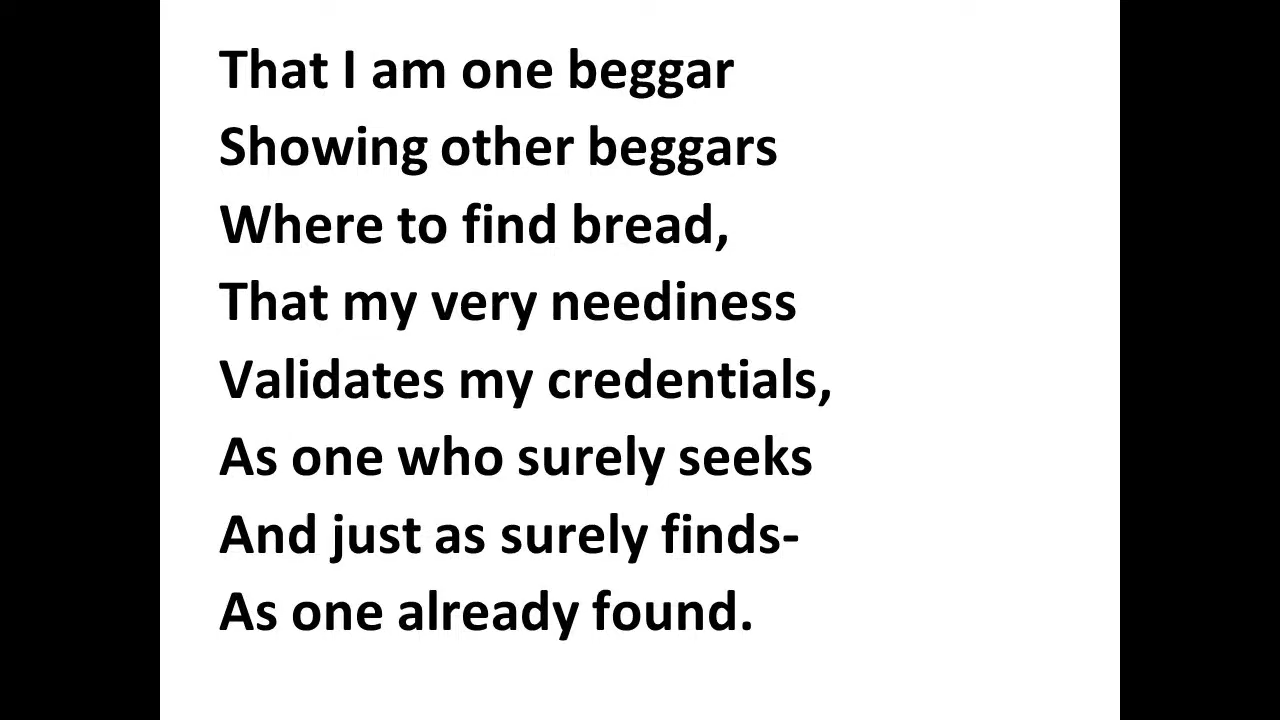 That I am one beggar
Showing other beggars
Where to find bread,
That my very neediness
Validates my credentials,
As one who surely seeks
And just as surely finds-
As one already found.